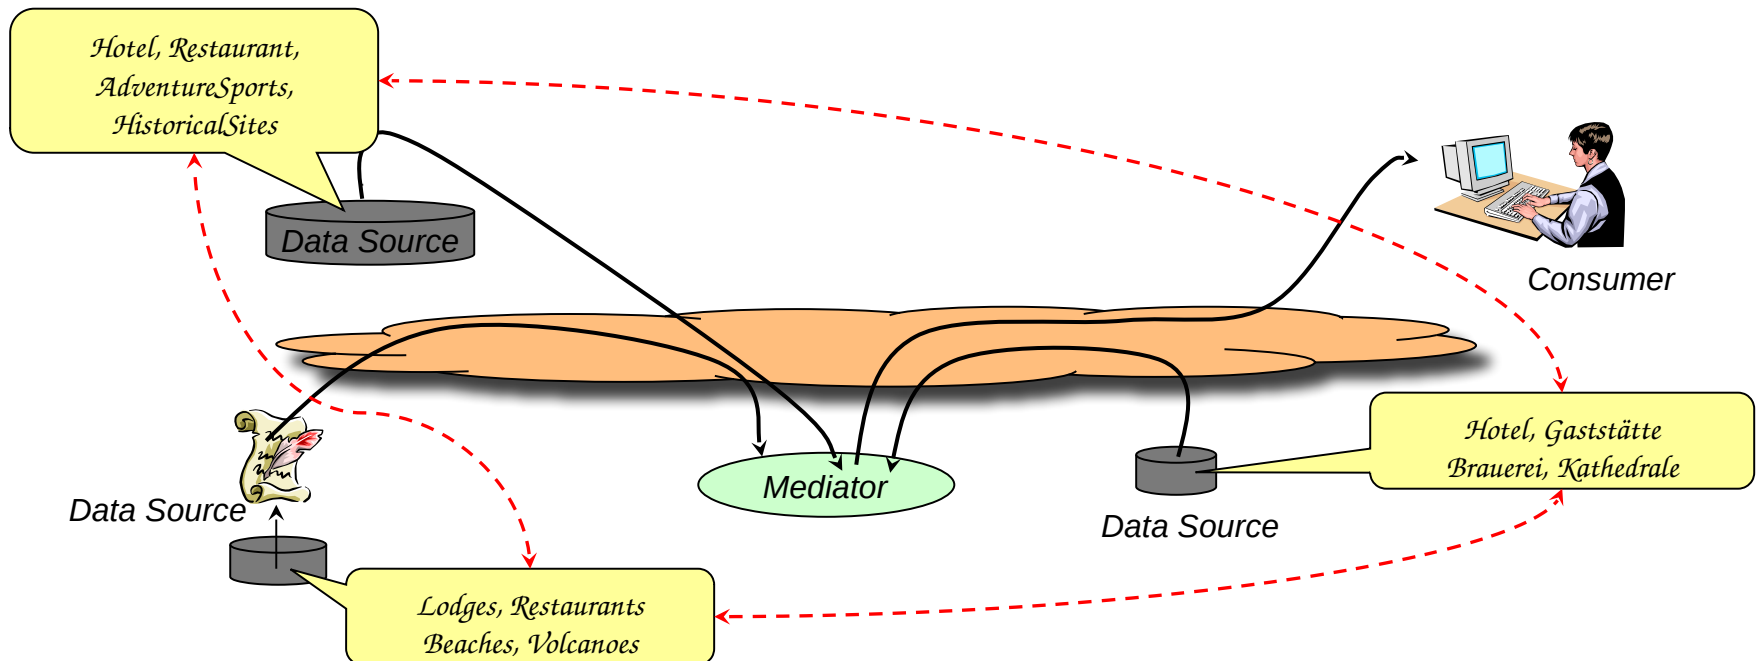 Hotel, Restaurant,
AdventureSports,
HistoricalSites
Data Source
Consumer
Mediator
Hotel, Gaststätte
Brauerei, Kathedrale
Data Source
Data Source
Lodges, Restaurants
Beaches, Volcanoes